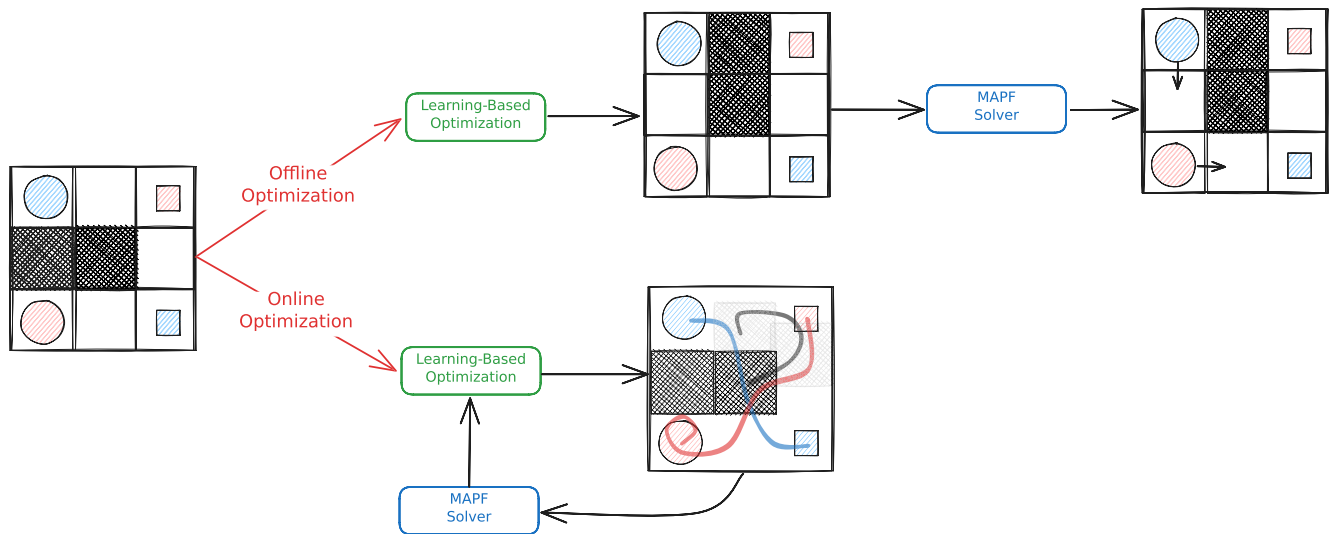 Learning-Based
Optimization
MAPF
Solver
Offline
Optimization
Online
Optimization
Learning-Based
Optimization
MAPF
Solver